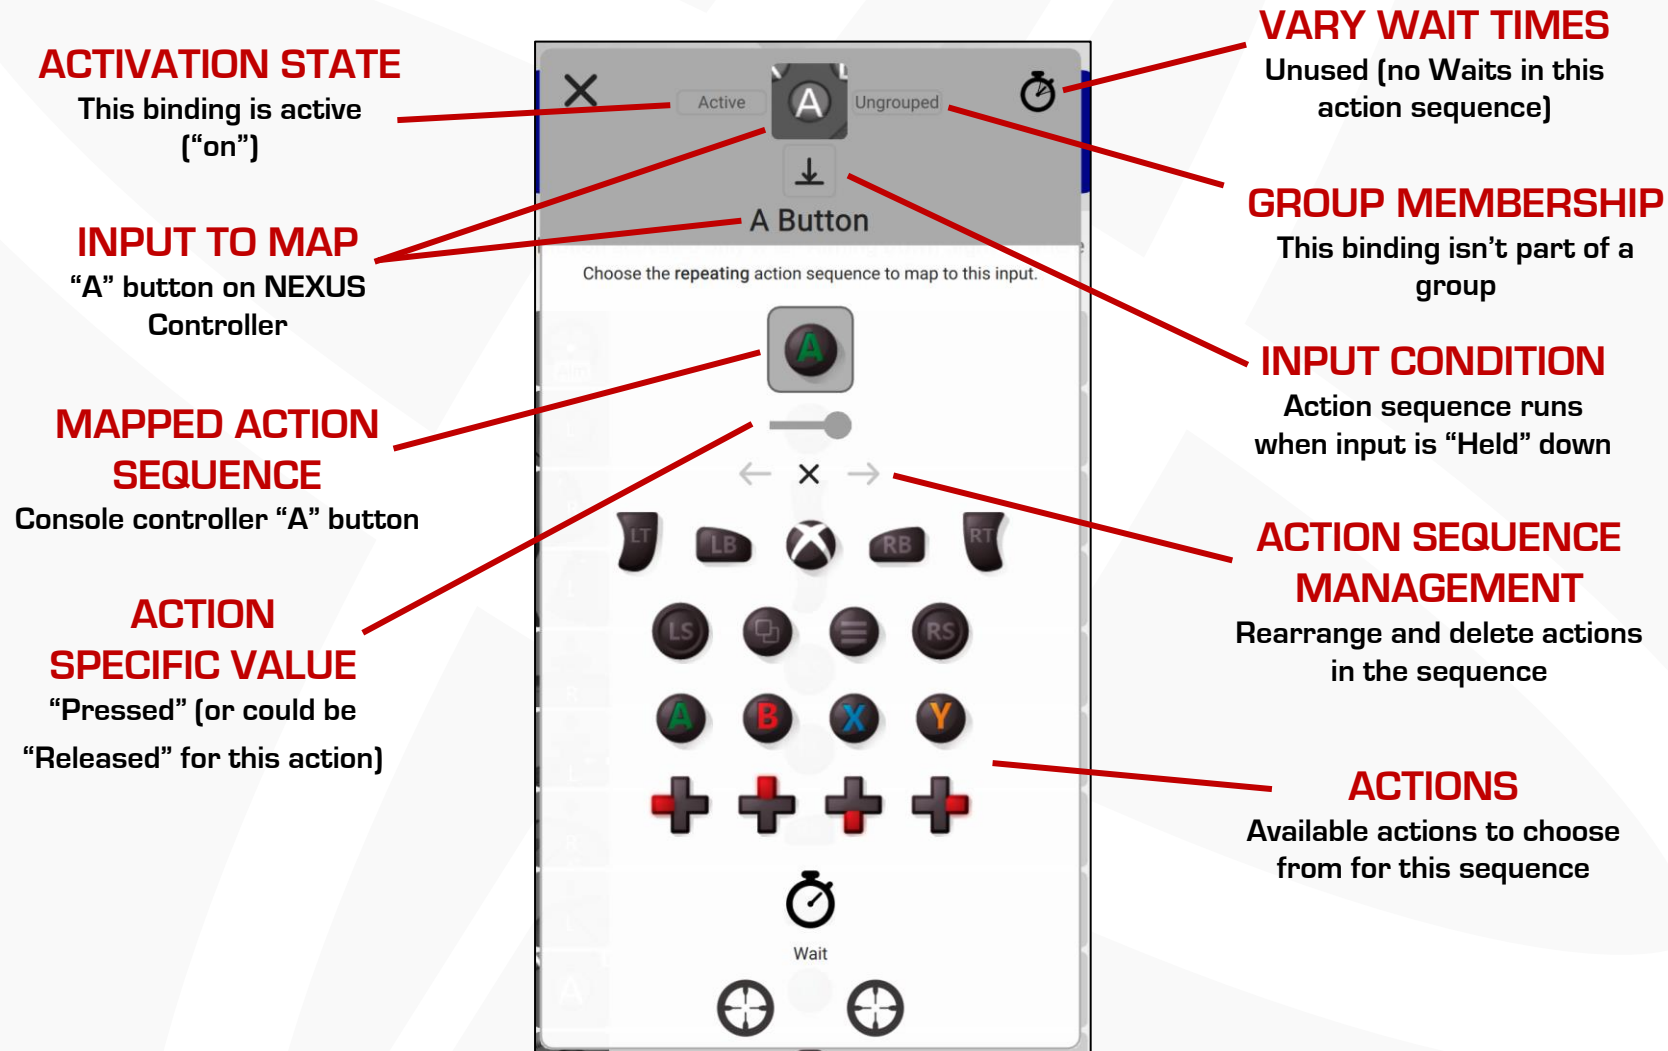 ACTIVATION STATE
This binding is active
(“on”)
INPUT TO MAP
“A” button on NEXUS
Controller
MAPPED ACTION
SEQUENCE
Console controller “A” button
ACTION
SPECIFIC VALUE
“Pressed” (or could be
“Released” for this action)
Active
A
Ungrouped
A Button
Choose the repeating action sequence to map to this input.
A
LT
LB
RB
RT
LS
RS
A
B
X
Y
Wait
VARY WAIT TIMES
Unused (no Waits in this
action sequence)
GROUP MEMBERSHIP
This binding isn’t part of a
group
INPUT CONDITION
Action sequence runs
when input is “Held” down
ACTION SEQUENCE
MANAGEMENT
Rearrange and delete actions
in the sequence
ACTIONS
Available actions to choose
from for this sequence